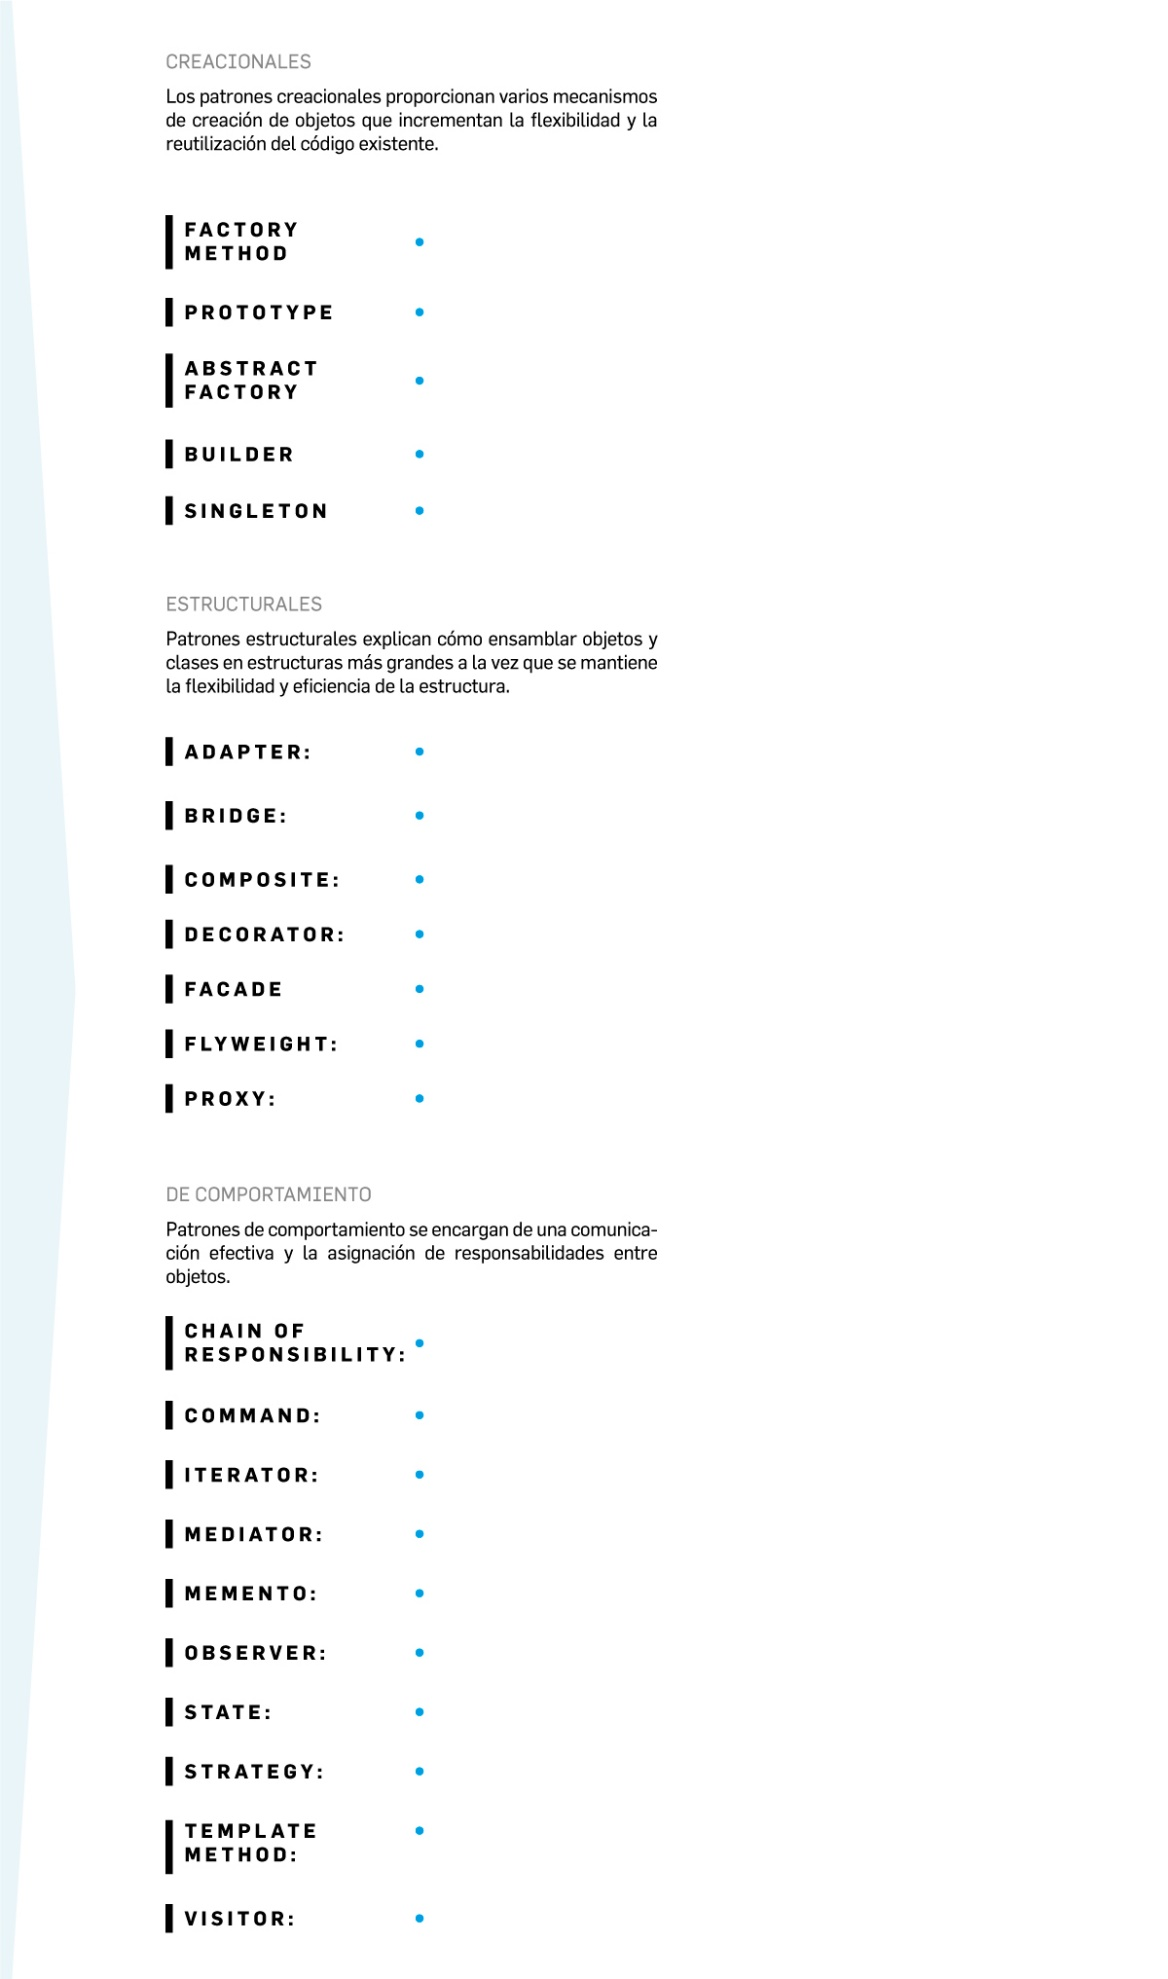 CREACIONALES
Los patrones creacionales proporcionan varios mecanismos
de creación de objetos que incrementan la flexibilidad y la
reutilización del código existente.
FACTORY
METHOD
PROTOTYPE
ABSTRACT
FACTORY
BUILDER
SINGLETON
ESTRUCTURALES
Patrones estructurales explican cómo ensamblar objetos y
clases en estructuras más grandes a la vez que se mantiene
la flexibilidad y eficiencia de la estructura.
ADAPTER:
BRIDGE:
COMPOSITE:
DECORATOR:
FACADE
FLYWEIGHT:
PROXY:
DE COMPORTAMIENTO
Patrones de comportamiento se encargan de una comunica-
ción efectiva y la asignación de responsabilidades entre
objetos.
CHAIN OF
RESPONSIBILITY:
COMMAND:
ITERATOR:
MEDIATOR:
MEMENTO:
OBSERVER:
STATE:
STRATEGY:
TEMPLATE
METHOD:
VISITOR: